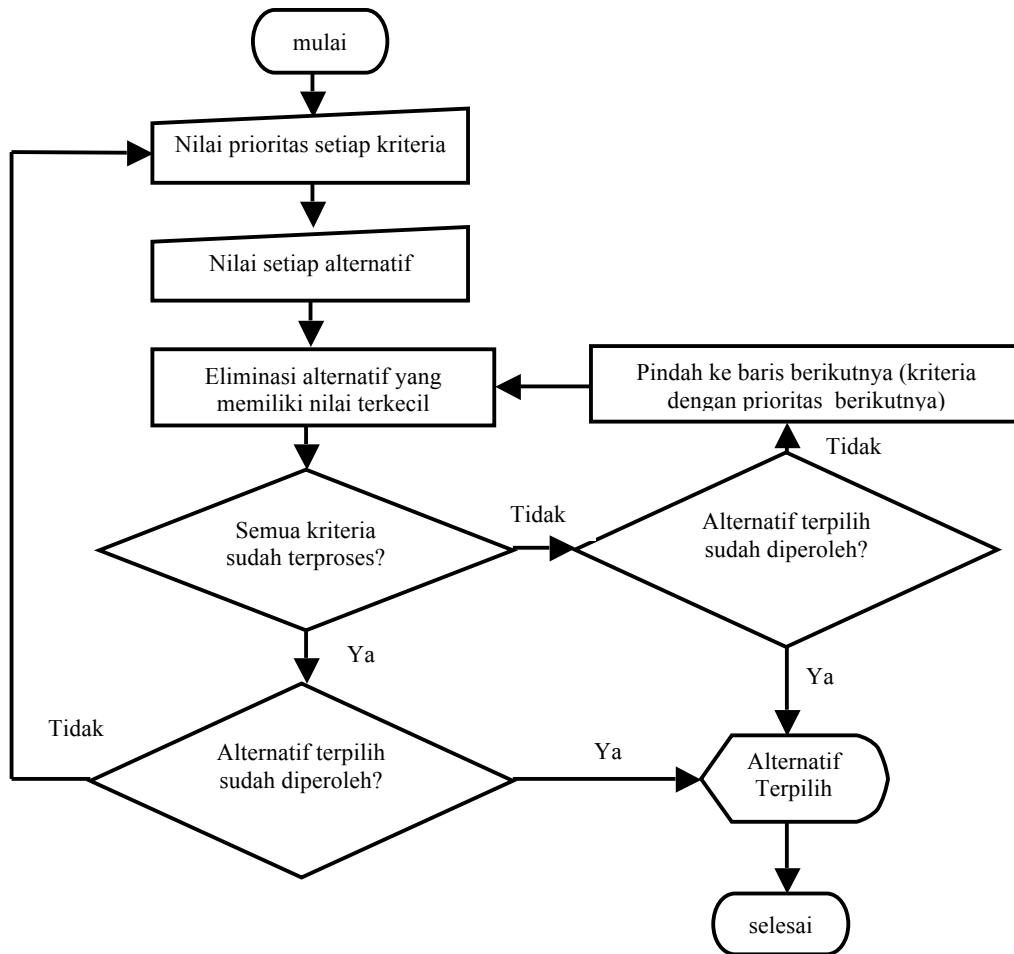 mulai
Nilai prioritas setiap kriteria
Nilai setiap alternatif
Eliminasi alternatif yang
memiliki nilai terkecil
Pindah ke baris berikutnya (kriteria
dengan prioritas berikutnya)
Tidak
Semua kriteria
sudah terproses?
Tidak
Alternatif terpilih
sudah diperoleh?
Ya
Ya
Tidak
Alternatif terpilih
sudah diperoleh?
Ya
Alternatif
Terpilih
selesai